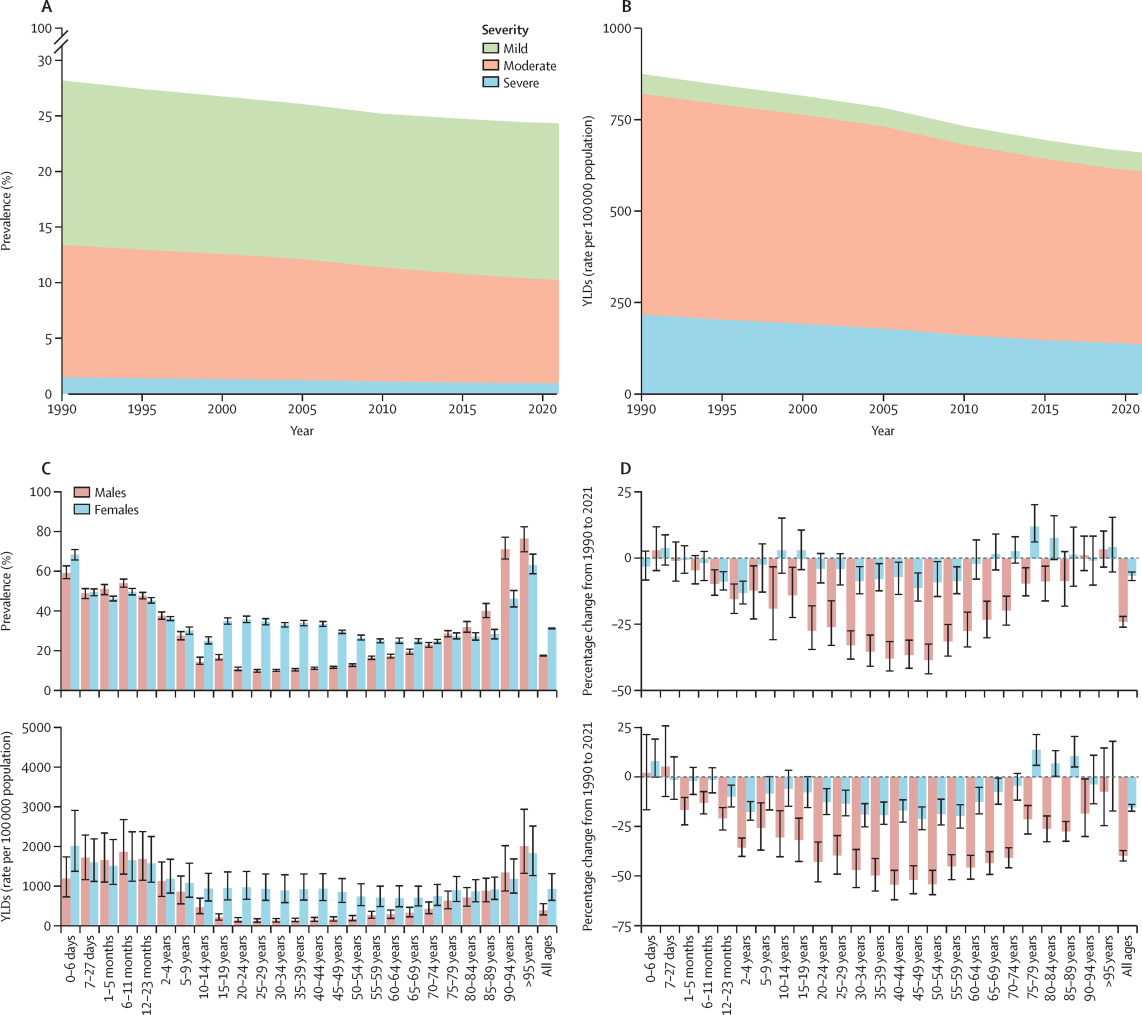 A
100
30
25
20
15
10
5
0
Prevalence (%)
1990
1995
2000
2005
2010
2015
2020
Year
Severity
Mild
Moderate
Severe
B
1000
750
500
250
0
YLDs (rate per 100 000 population)
1990
1995
2000
2005
2010
2015
2020
Year
C
100
80
60
40
20
0
Prevalence (%)
Males
Females
D
25
0
−25
−50
Percentage change from 1990 to 2021
5000
4000
3000
2000
1000
0
YLDs (rate per 100 000 population)
0–6 days
7–27 days
1–5 months
6–11 months
12–23 months
2–4 years
5–9 years
10–14 years
15–19 years
20–24 years
25–29 years
30–34 years
35–39 years
40–44 years
45–49 years
50–54 years
55–59 years
60–64 years
65–69 years
70–74 years
75–79 years
80–84 years
85–89 years
90–94 years
>95 years
All ages
25
0
−25
−50
−75
Percentage change from 1990 to 2021
0–6 days
7–27 days
1–5 months
6–11 months
12–23 months
2–4 years
5–9 years
10–14 years
15–19 years
20–24 years
25–29 years
30–34 years
35–39 years
40–44 years
45–49 years
50–54 years
55–59 years
60–64 years
65–69 years
70–74 years
75–79 years
80–84 years
85–89 years
90–94 years
>95 years
All ages